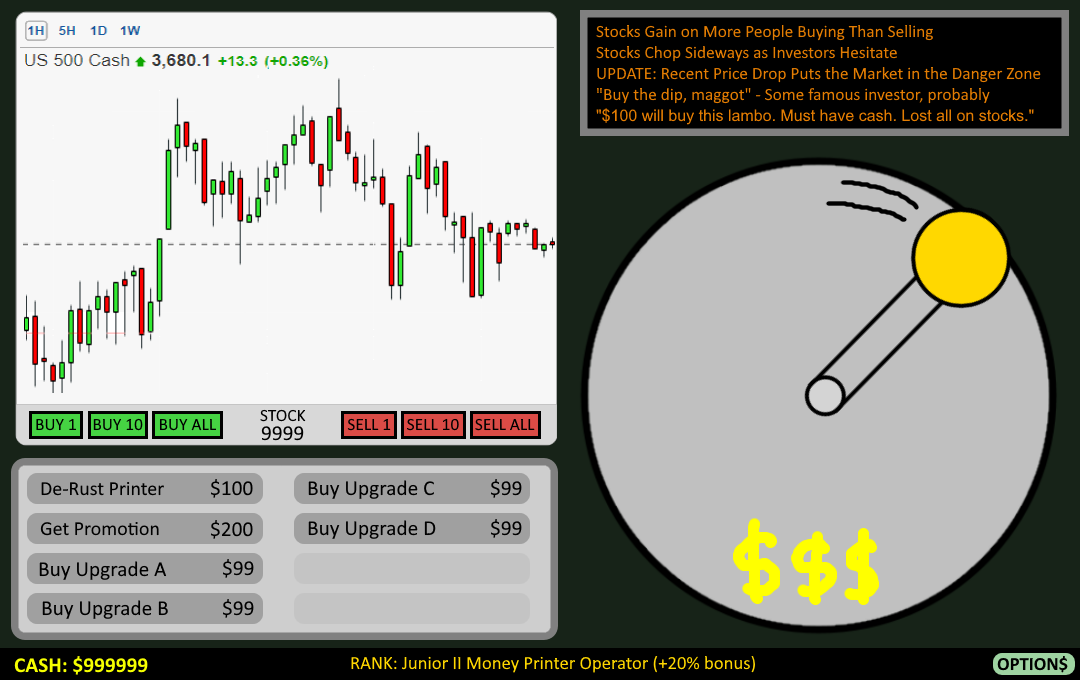 1H 5H 1D 1W
US 500 Cash 3,680.1 +13.3 (+0.36%)
BUY 1 BUY 10 BUY ALL STOCK 9999 SELL 1 SELL 10 SELL ALL
Stocks Gain on More People Buying Than Selling
Stocks Chop Sideways as Investors Hesitate
UPDATE: Recent Price Drop Puts the Market in the Danger Zone
"Buy the dip, maggot" - Some famous investor, probably
"$100 will buy this lambo. Must have cash. Lost all on stocks."
De-Rust Printer $100
Get Promotion $200
Buy Upgrade A $99
Buy Upgrade B $99
Buy Upgrade C $99
Buy Upgrade D $99
$$$
CASH: $999999 RANK: Junior II Money Printer Operator (+20% bonus) OPTION$